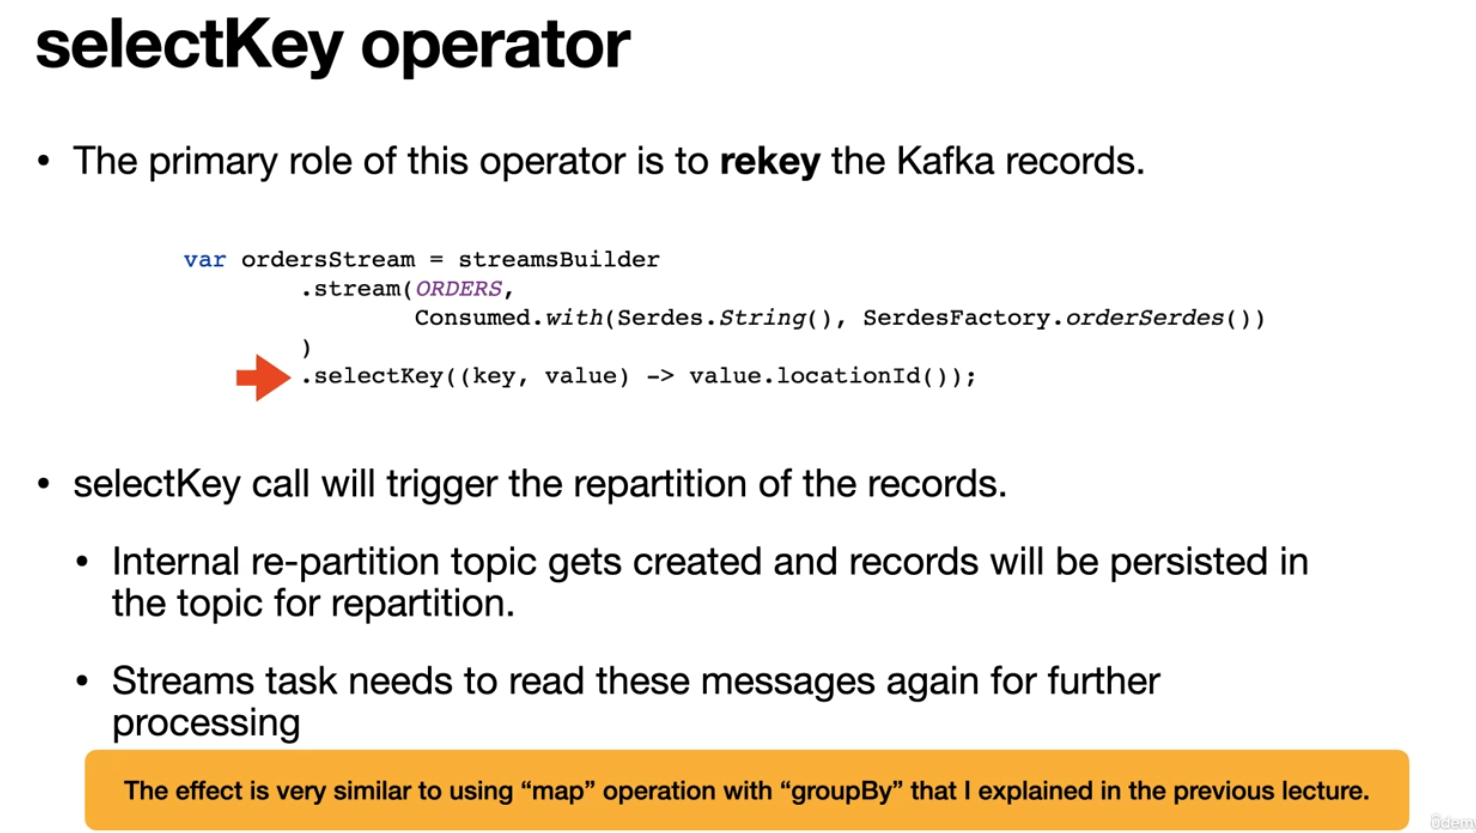 selectKey operator
• The primary role of this operator is to rekey the Kafka records.
var ordersStream = streamsBuilder
.stream(ORDERS,
Consumed.with(Serdes.String(), SerdesFactory.orderSerdes())
)
.selectKey((key, value) -> value.locationId());
• selectKey call will trigger the repartition of the records.
• Internal re-partition topic gets created and records will be persisted in
the topic for repartition.
• Streams task needs to read these messages again for further
processing
The effect is very similar to using “map” operation with “groupBy” that I explained in the previous lecture.
ûdemy